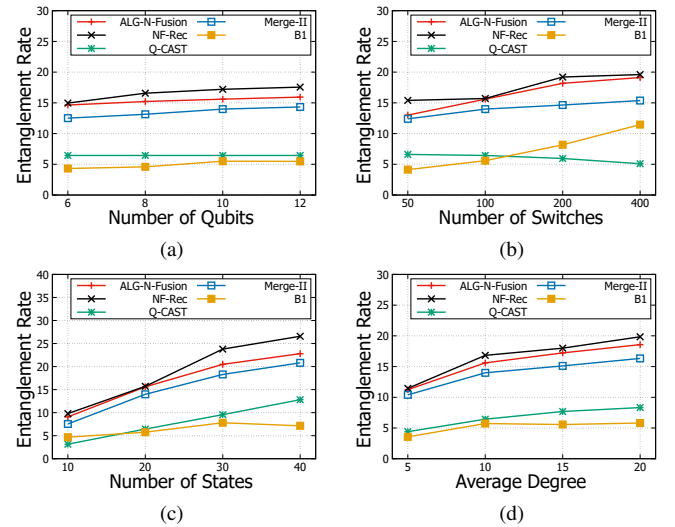 ALG-N-Fusion
NF-Rec
Q-CAST
Merge-II
B1
Entanglement Rate
30
25
20
15
10
5
0
6 8 10 12
Number of Qubits
(a)
ALG-N-Fusion
NF-Rec
Q-CAST
Merge-II
B1
Entanglement Rate
30
25
20
15
10
5
0
50 100 200 400
Number of Switches
(b)
ALG-N-Fusion
NF-Rec
Q-CAST
Merge-II
B1
Entanglement Rate
40
35
30
25
20
15
10
5
0
10 20 30 40
Number of States
(c)
ALG-N-Fusion
NF-Rec
Q-CAST
Merge-II
B1
Entanglement Rate
30
25
20
15
10
5
0
5 10 15 20
Average Degree
(d)